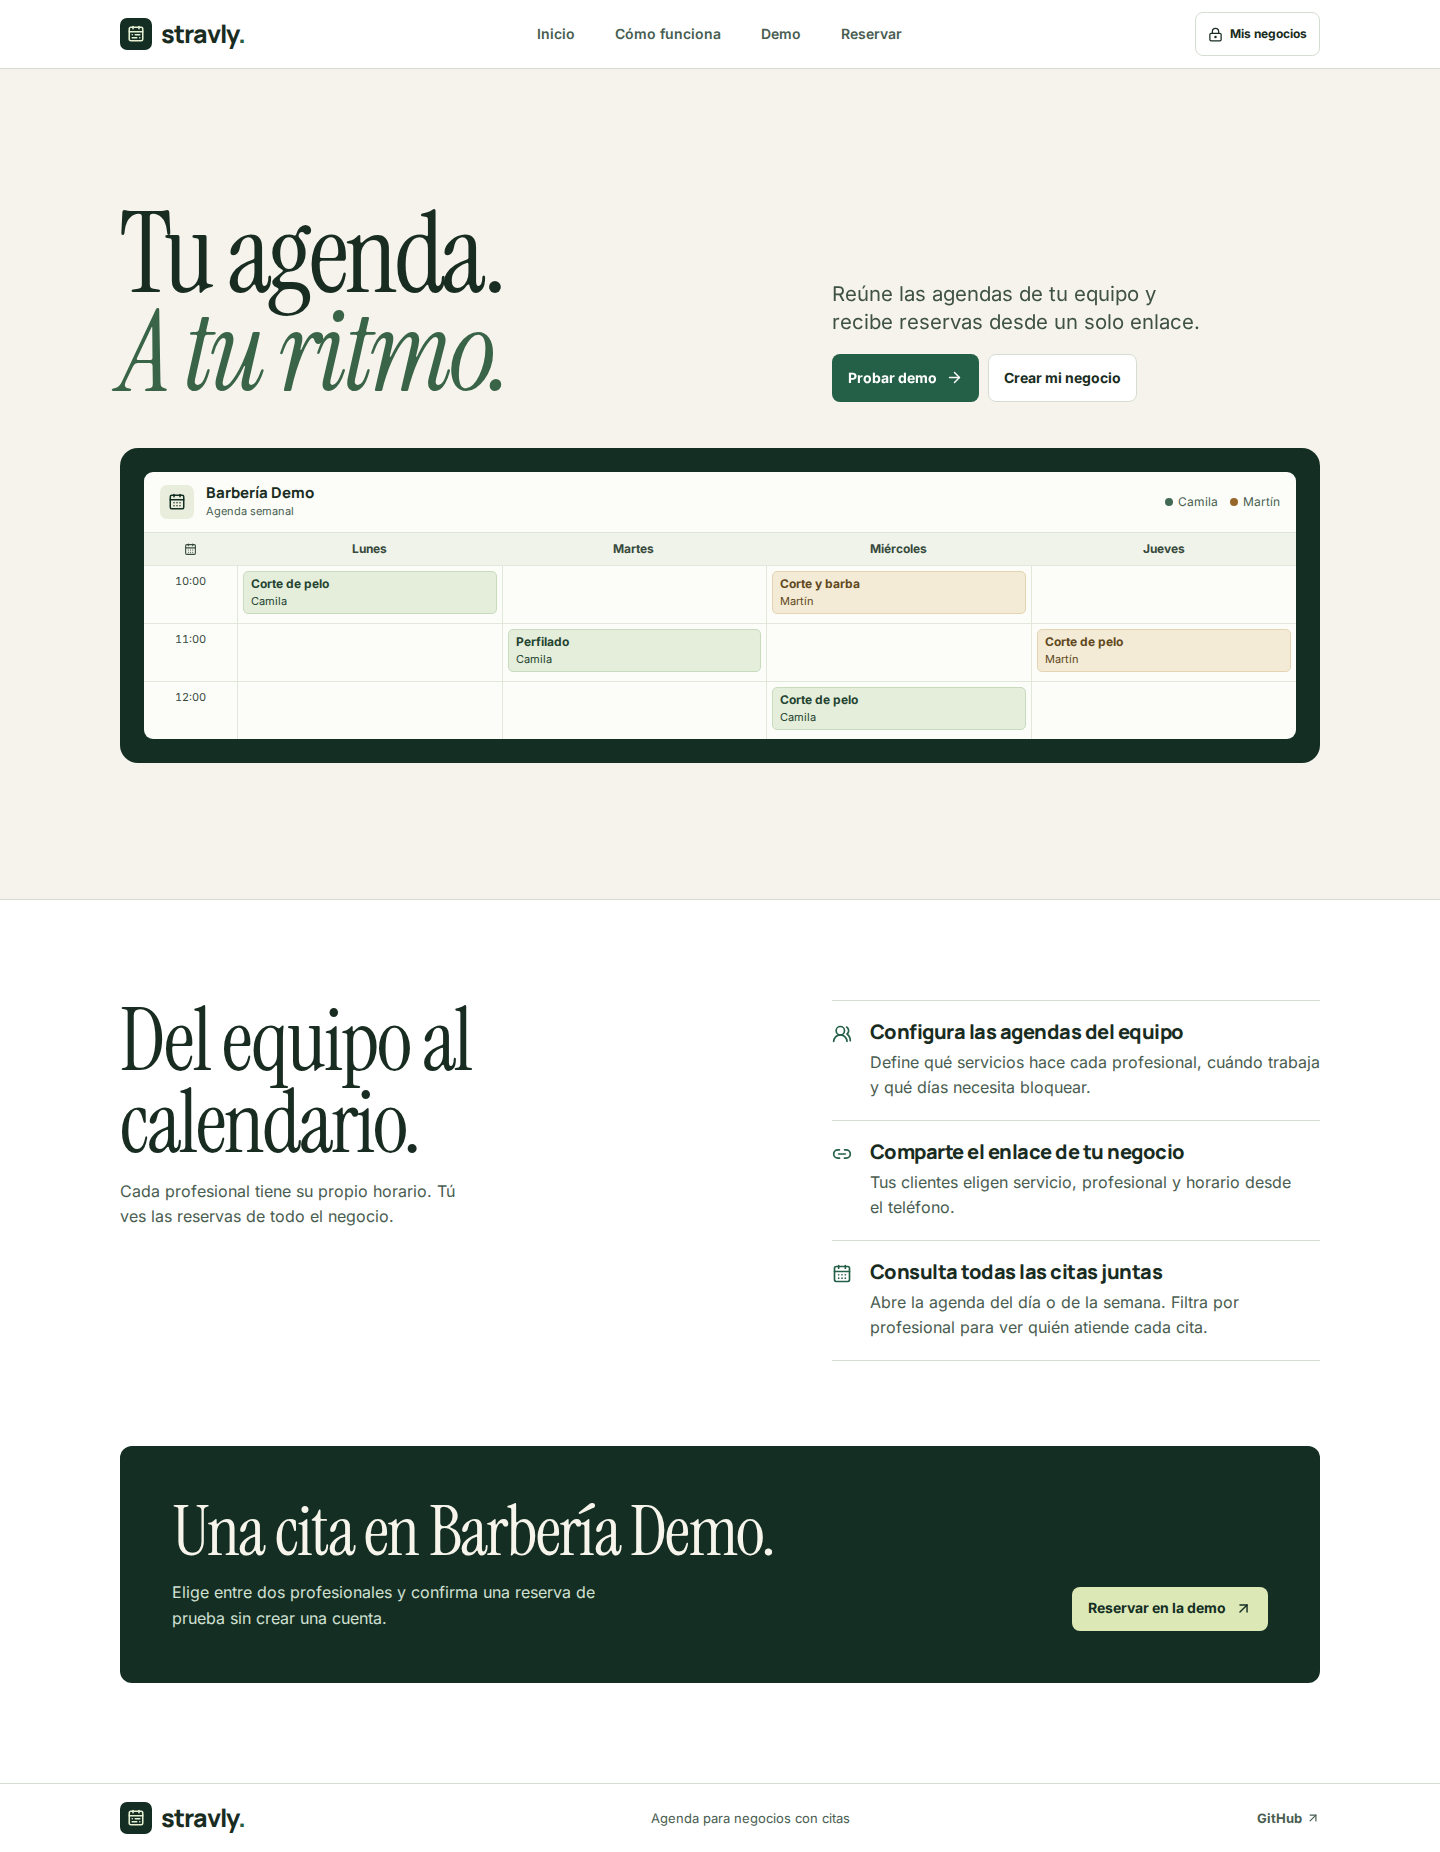 stravly.
Inicio
Cómo funciona
Demo
Reservar
Mis negocios
Tu agenda.
A tu ritmo.
Reúne las agendas de tu equipo y
recibe reservas desde un solo enlace.
Probar demo
Crear mi negocio
Barbería Demo
Agenda semanal
Camila
Martín
Lunes
Martes
Miércoles
Jueves
10:00
Corte de pelo
Camila
Corte y barba
Martín
11:00
Perfilado
Camila
Corte de pelo
Martín
12:00
Corte de pelo
Camila
Del equipo al
calendario.
Cada profesional tiene su propio horario. Tú
ves las reservas de todo el negocio.
Configura las agendas del equipo
Define qué servicios hace cada profesional, cuándo trabaja
y qué días necesita bloquear.
Comparte el enlace de tu negocio
Tus clientes eligen servicio, profesional y horario desde
el teléfono.
Consulta todas las citas juntas
Abre la agenda del día o de la semana. Filtra por
profesional para ver quién atiende cada cita.
Una cita en Barbería Demo.
Elige entre dos profesionales y confirma una reserva de
prueba sin crear una cuenta.
Reservar en la demo
stravly.
Agenda para negocios con citas
GitHub